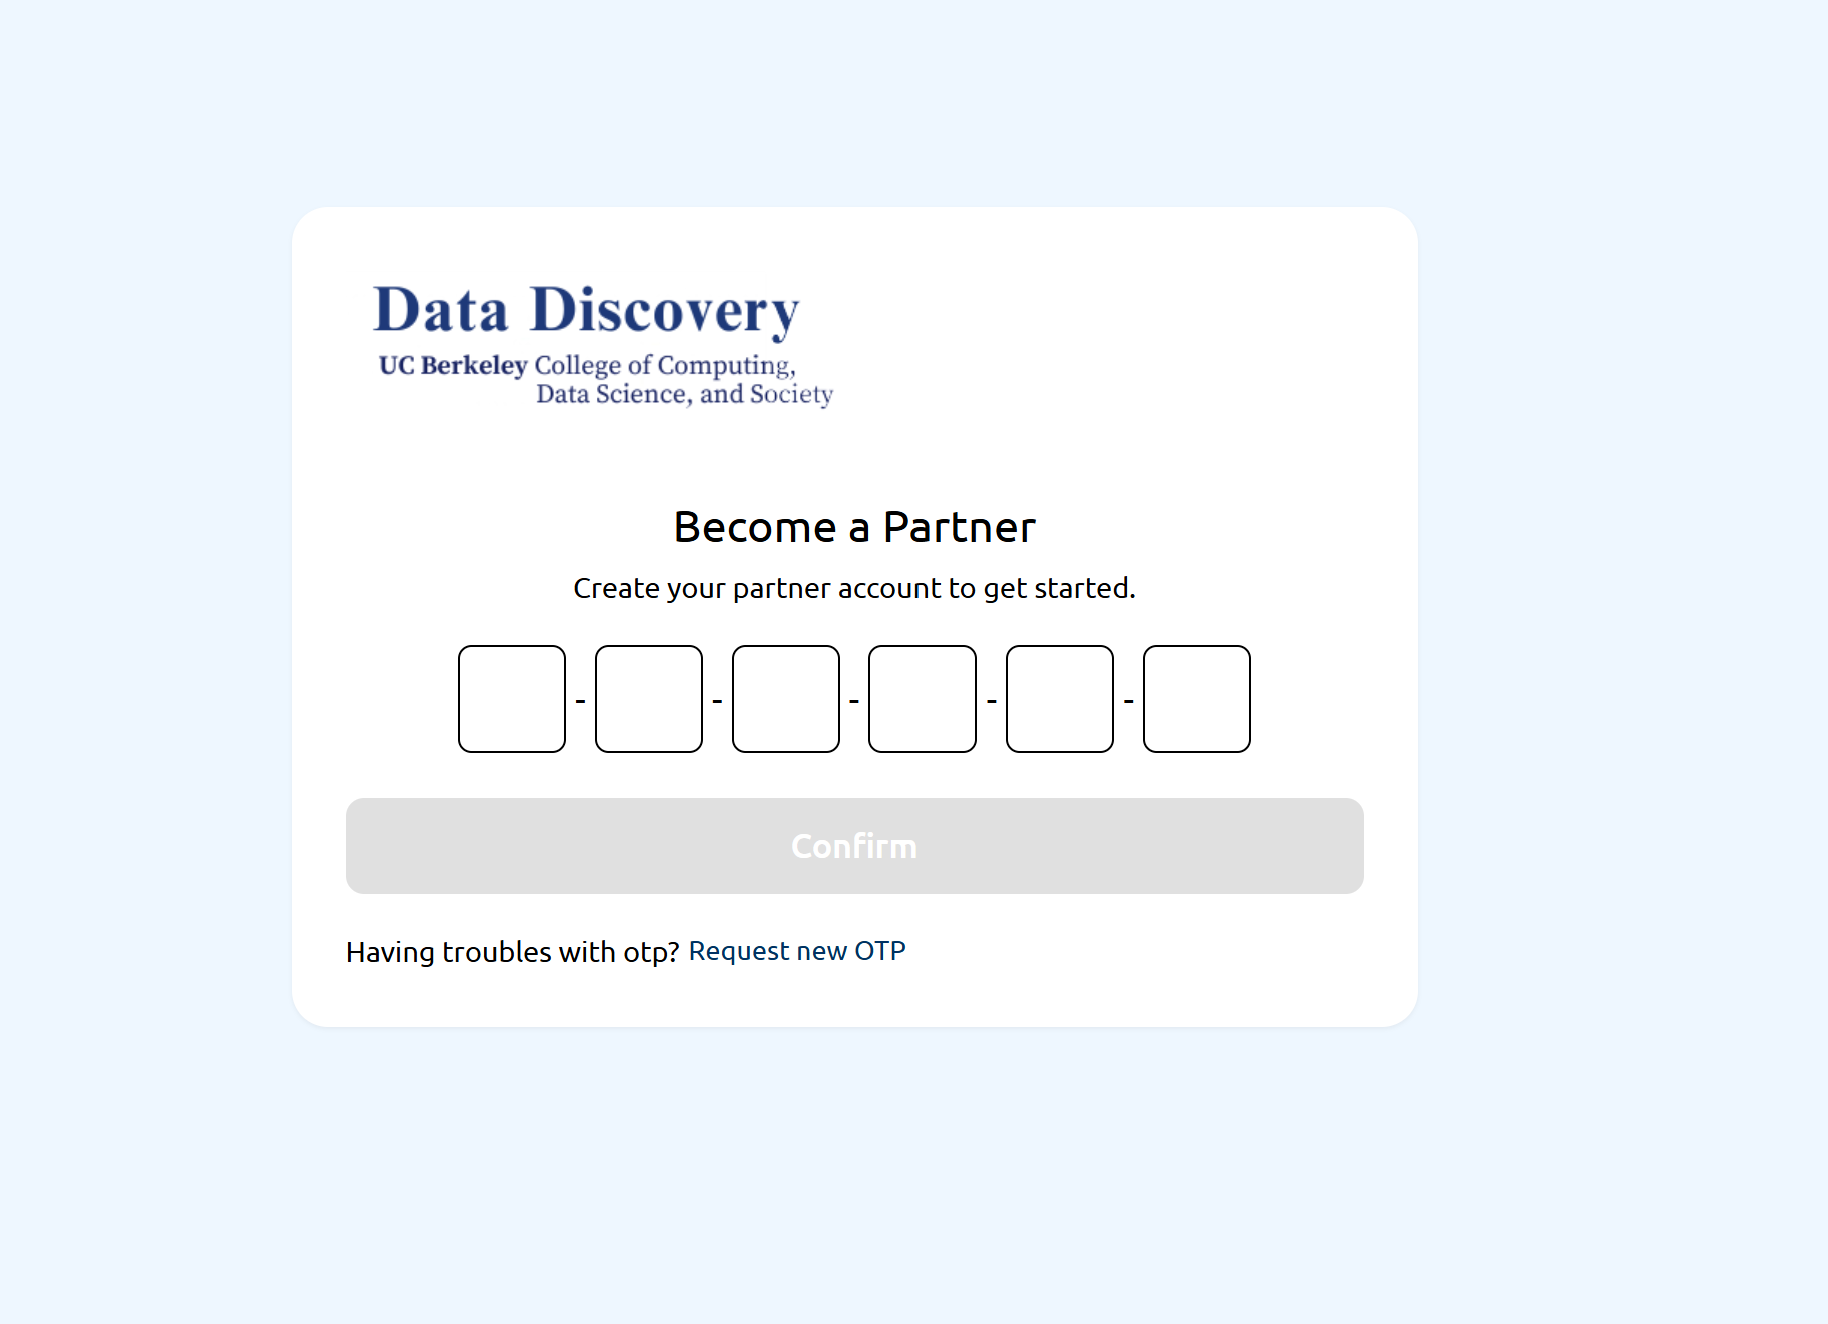 Data Discovery
UC Berkeley College of Computing,
Data Science, and Society
Become a Partner
Create your partner account to get started.
- - - - -
Confirm
Having troubles with otp? Request new OTP